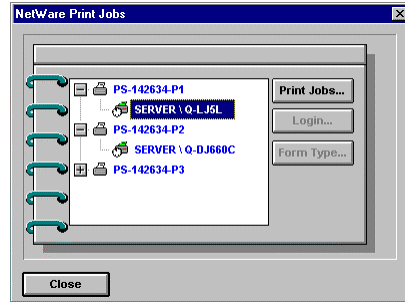 NetWare Print Jobs
PS-142634-P1
Print Jobs...
SERVER \ Q-LJ5L
Login...
PS-142634-P2
SERVER \ Q-DJ660C
Form Type...
PS-142634-P3
Close